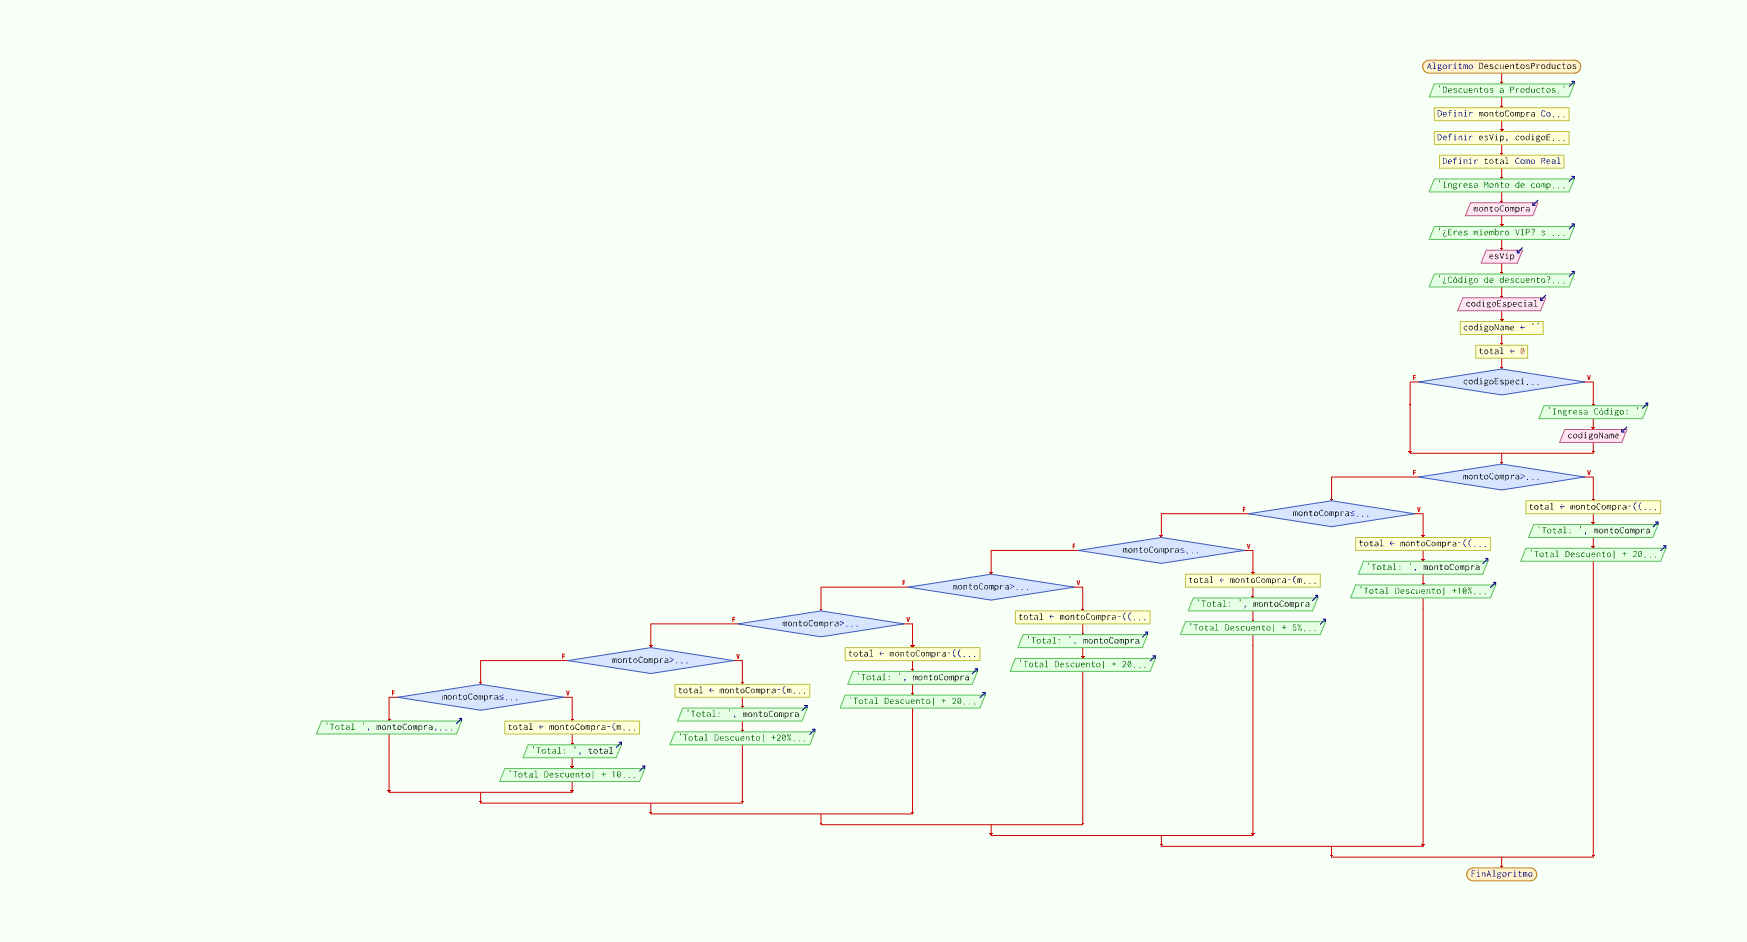 Algoritmo DescuentosProductos
'Descuentos a Productos.'
Definir montoCompra Co...
Definir esVip, codigoE...
Definir total Como Real
'Ingresa Monto de comp...
montoCompra
'¿Eres miembro VIP? s ...
esVip
'¿Código de descuento?...
codigoEspecial
codigoName ← ''
total ← 0
F codigoEspeci... V
'Ingresa Código: '
codigoName
F montoCompra>... V
total ← montoCompra-((...
'Total: ', montoCompra
'Total Descuento| + 20...
F montoCompra≤... V
total ← montoCompra-((...
'Total: ', montoCompra
'Total Descuento| +10%...
F montoCompra≤... V
total ← montoCompra-(m...
'Total: ', montoCompra
'Total Descuento| + 5%...
F montoCompra>... V
total ← montoCompra-((...
'Total: ', montoCompra
'Total Descuento| + 20...
F montoCompra>... V
total ← montoCompra-((...
'Total: ', montoCompra
'Total Descuento| + 20...
F montoCompra>... V
total ← montoCompra-(m...
'Total: ', montoCompra
'Total Descuento| +20%...
F montoCompra≤... V
'Total ', montoCompra,...
total ← montoCompra-(m...
'Total: ', total
'Total Descuento| + 10...
FinAlgoritmo